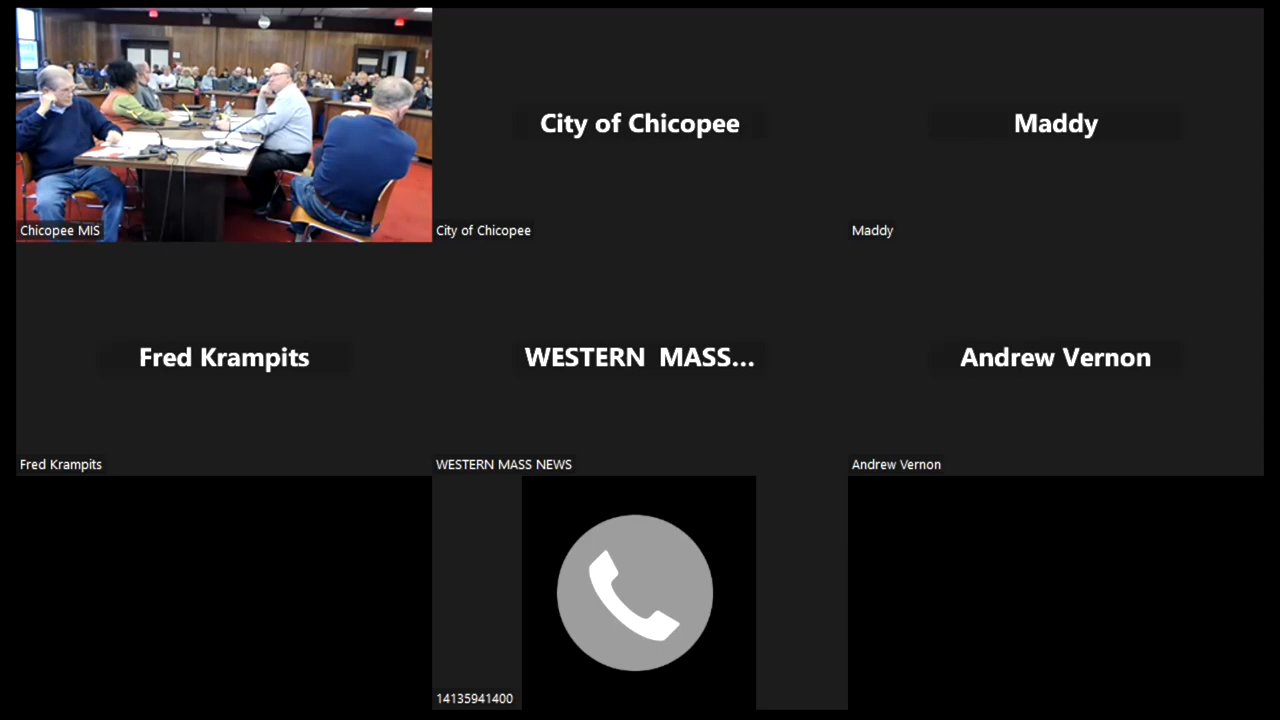 Chicopee MIS
City of Chicopee
City of Chicopee
Maddy
Maddy
Fred Krampits
Fred Krampits
WESTERN MASS...
WESTERN MASS NEWS
Andrew Vernon
Andrew Vernon
14135941400